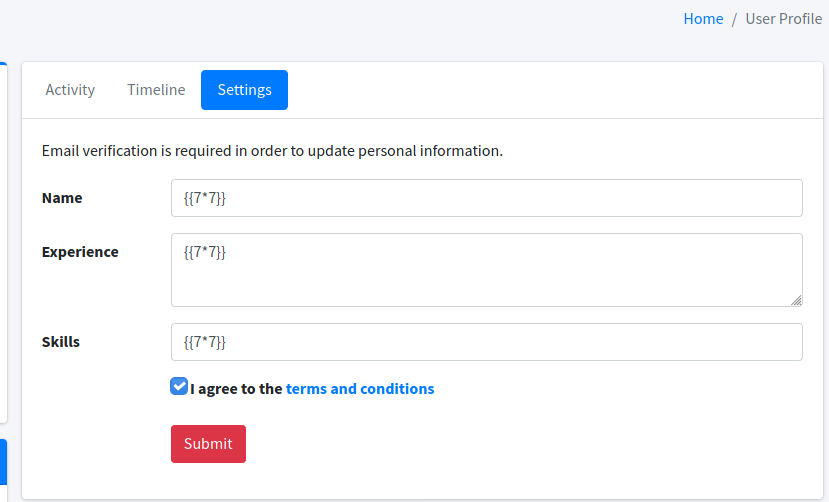 Home / User Profile
Activity Timeline Settings
Email verification is required in order to update personal information.
Name {{7*7}}
Experience {{7*7}}
Skills {{7*7}}
I agree to the terms and conditions
Submit